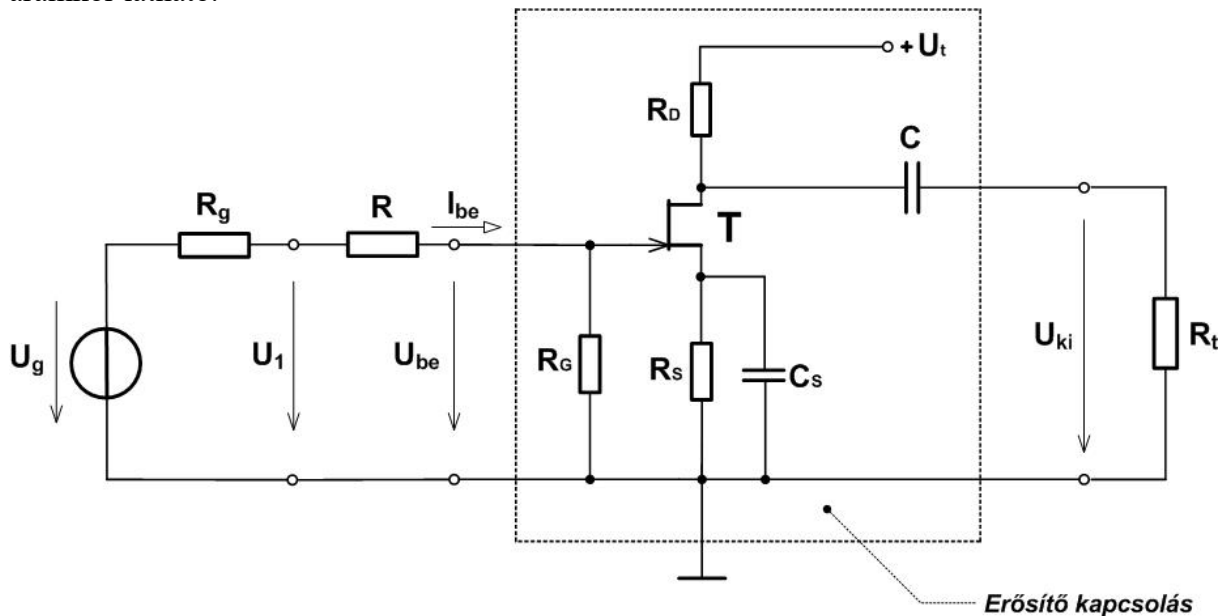 + Ut
RD
C
Rg
R
Ibe
T
Ug
U1
Ube
RG
RS
CS
Uki
Rt
Erősítő kapcsolás